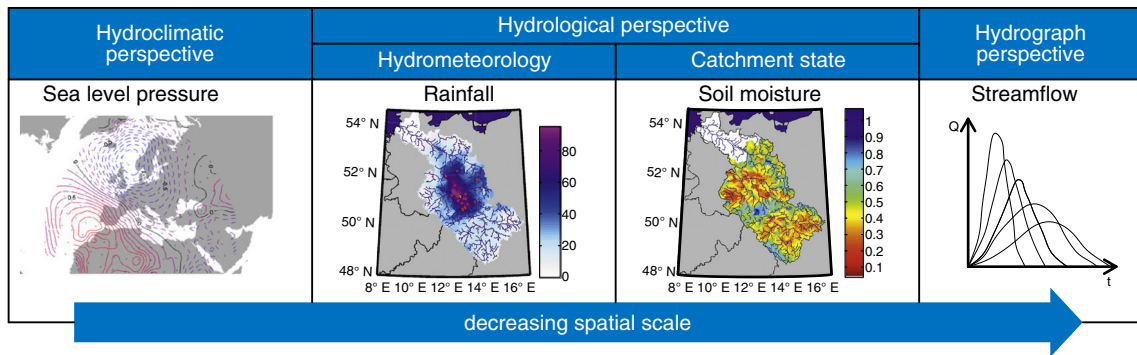 Hydroclimatic
perspective
Hydrological perspective
Hydrometeorology
Catchment state
Hydrograph
perspective
Sea level pressure
Rainfall
54° N
52° N
50° N
48° N
8° E 10° E 12° E 14° E 16° E
80
60
40
20
0
Soil moisture
54° N
52° N
50° N
48° N
8° E 10° E 12° E 14° E 16° E
1
0.9
0.8
0.7
0.6
0.5
0.4
0.3
0.2
0.1
Streamflow
Q
t
decreasing spatial scale